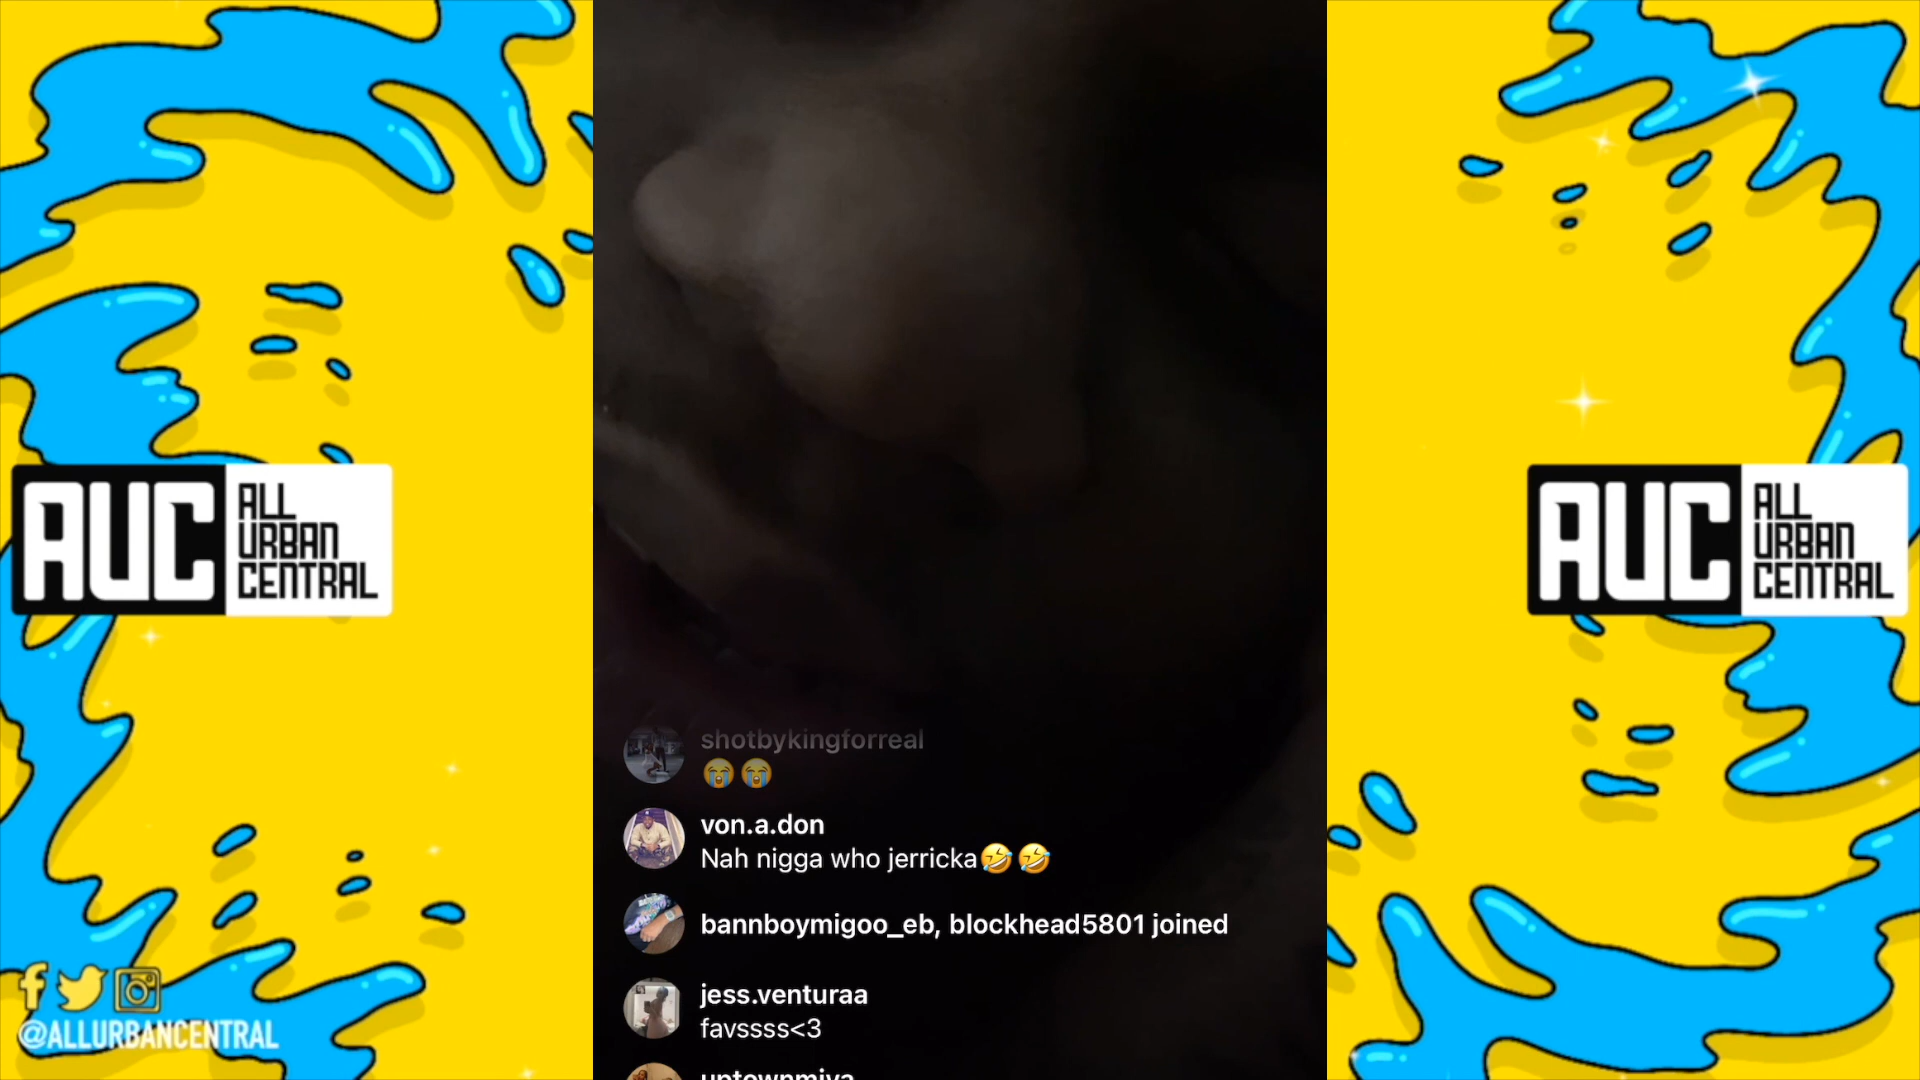 AUC
ALL
URBAN
CENTRAL
AUC
ALL
URBAN
CENTRAL
shotbykingforreal
😭😭
von.a.don
Nah nigga who jerricka🤣🤣
bannboymigoo_eb, blockhead5801 joined
jess.venturaa
favssss<3
uptownmiya
@ALLURBANCENTRAL